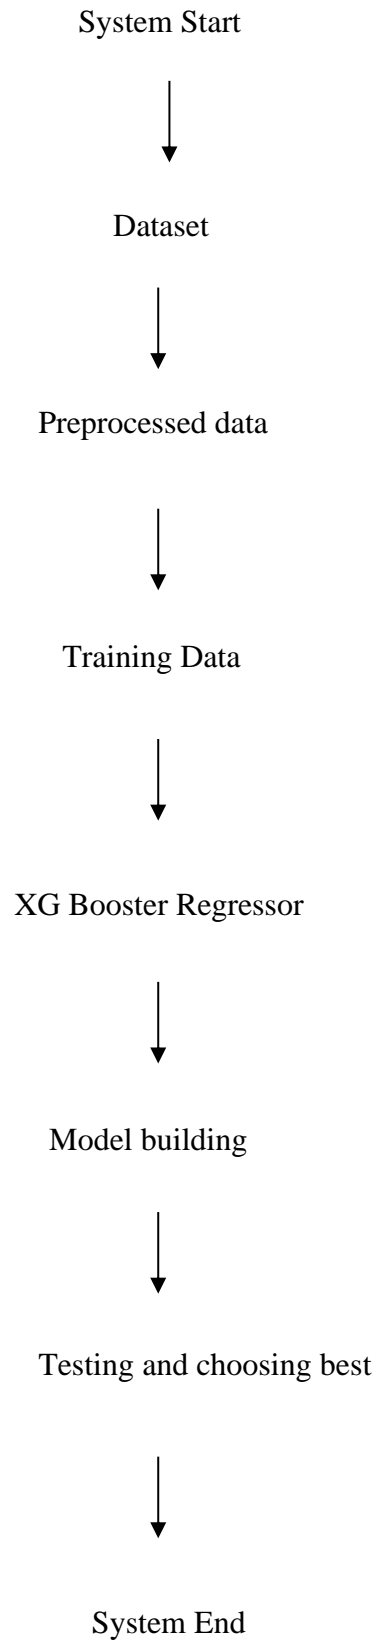 System Start
Dataset
Preprocessed data
Training Data
XG Booster Regressor
Model building
Testing and choosing best
System End